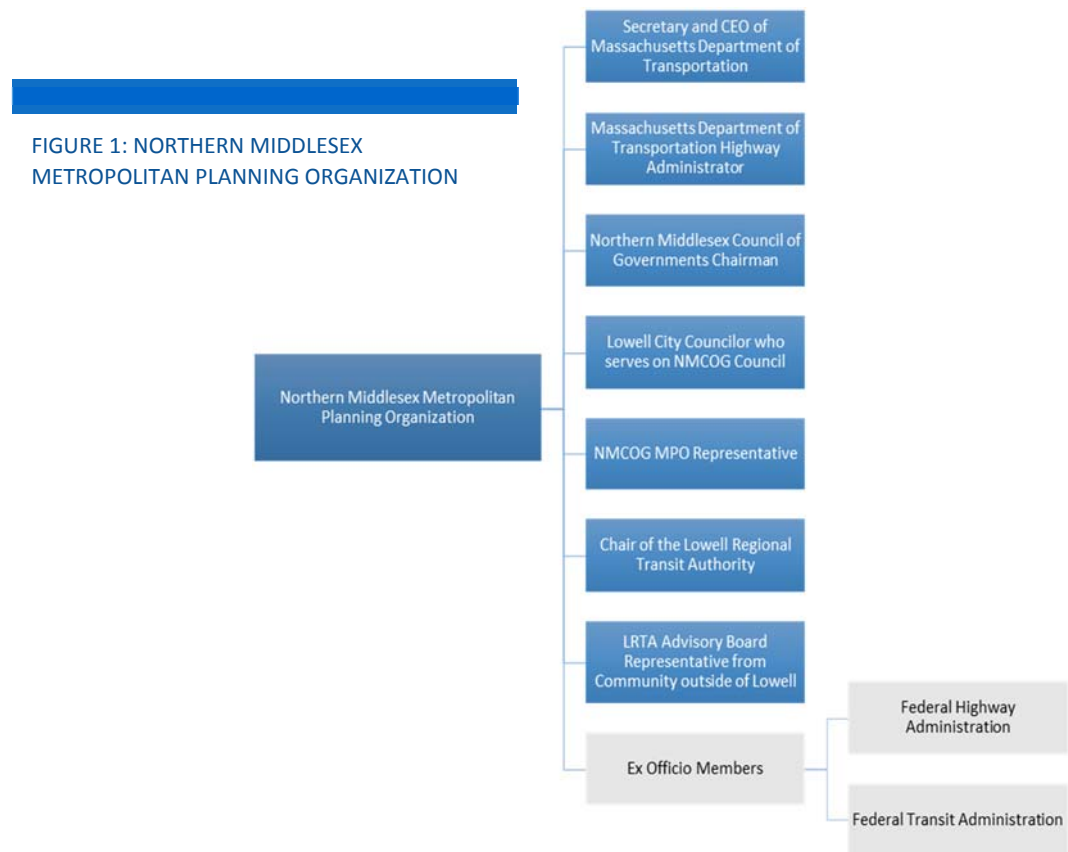 FIGURE 1: NORTHERN MIDDLESEX
METROPOLITAN PLANNING ORGANIZATION
Northern Middlesex Metropolitan
Planning Organization
Secretary and CEO of
Massachusetts Department of
Transportation
Massachusetts Department of
Transportation Highway
Administrator
Northern Middlesex Council of
Governments Chairman
Lowell City Councilor who
serves on NMCOG Council
NMCOG MPO Representative
Chair of the Lowell Regional
Transit Authority
LRTA Advisory Board
Representative from
Community outside of Lowell
Ex Officio Members
Federal Highway
Administration
Federal Transit Administration